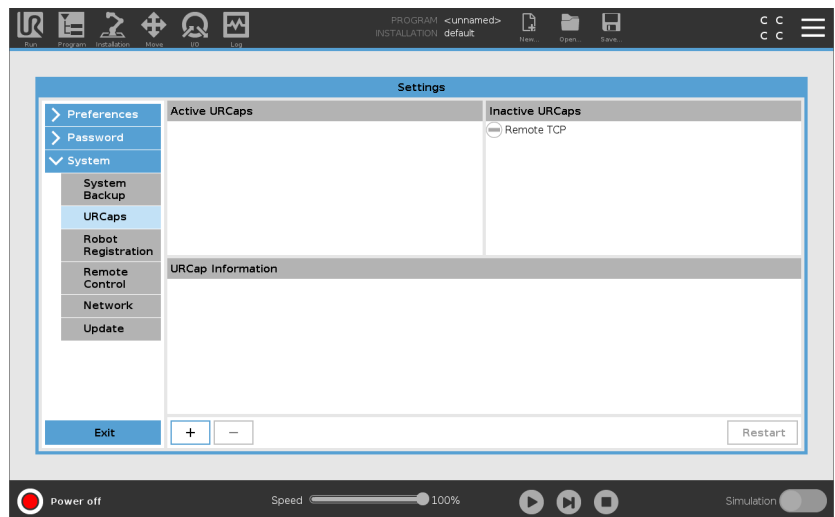 PROGRAM <unnamed>
INSTALLATION default
Run
Program
Installation
Move
I/O
Log
New...
Open...
Save...
C C
C C
Settings
Preferences
Password
System
System
Backup
URCaps
Robot
Registration
Remote
Control
Network
Update
Exit
Active URCaps
Inactive URCaps
Remote TCP
URCap Information
+
−
Restart
Power off
Speed
100%
Simulation